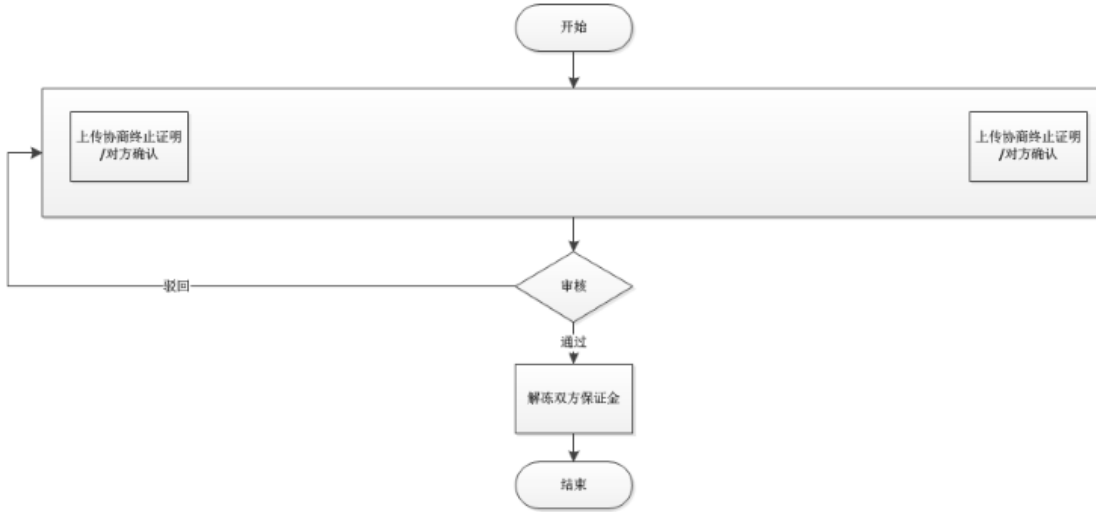 开始
上传协商终止证明
/对方确认
上传协商终止证明
/对方确认
审核
驳回
通过
解冻双方保证金
结束